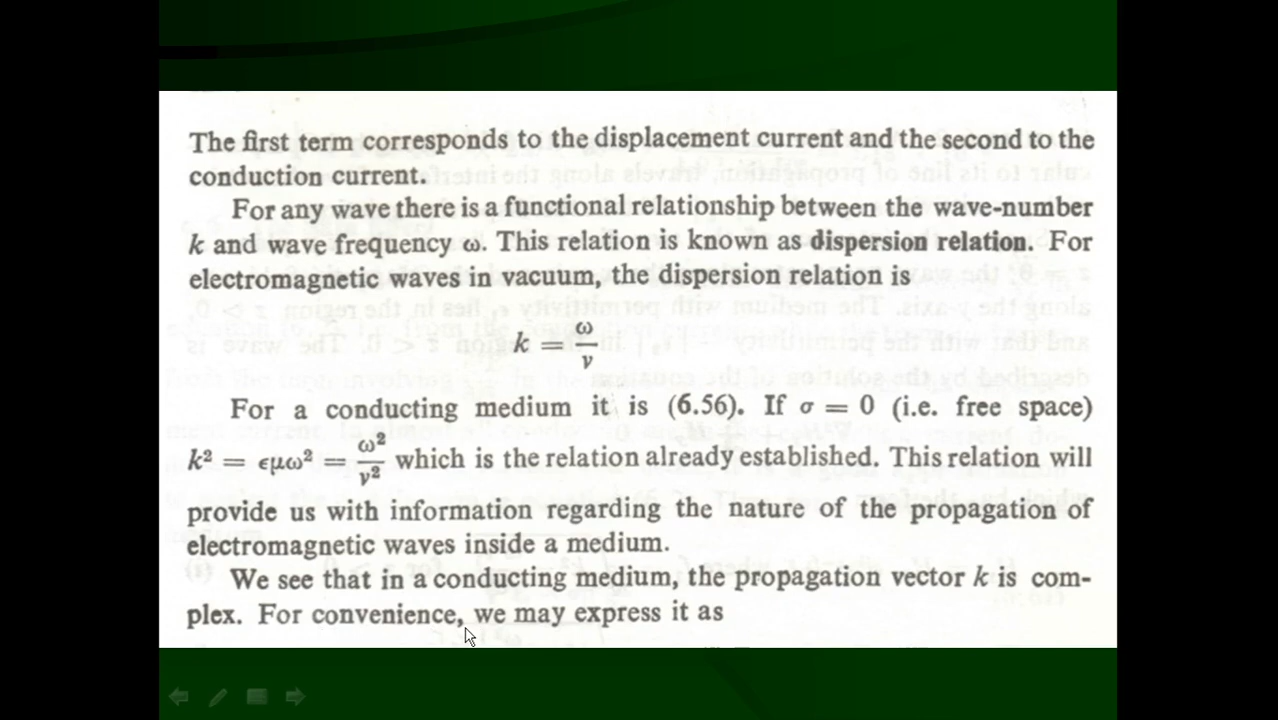 The first term corresponds to the displacement current and the second to the
conduction current.
For any wave there is a functional relationship between the wave-number
k and wave frequency ω. This relation is known as dispersion relation. For
electromagnetic waves in vacuum, the dispersion relation is
k = ω/ν
For a conducting medium it is (6.56). If σ = 0 (i.e. free space)
k² = ϵμω² = ω²/ν² which is the relation already established. This relation will
provide us with information regarding the nature of the propagation of
electromagnetic waves inside a medium.
We see that in a conducting medium, the propagation vector k is com-
plex. For convenience, we may express it as